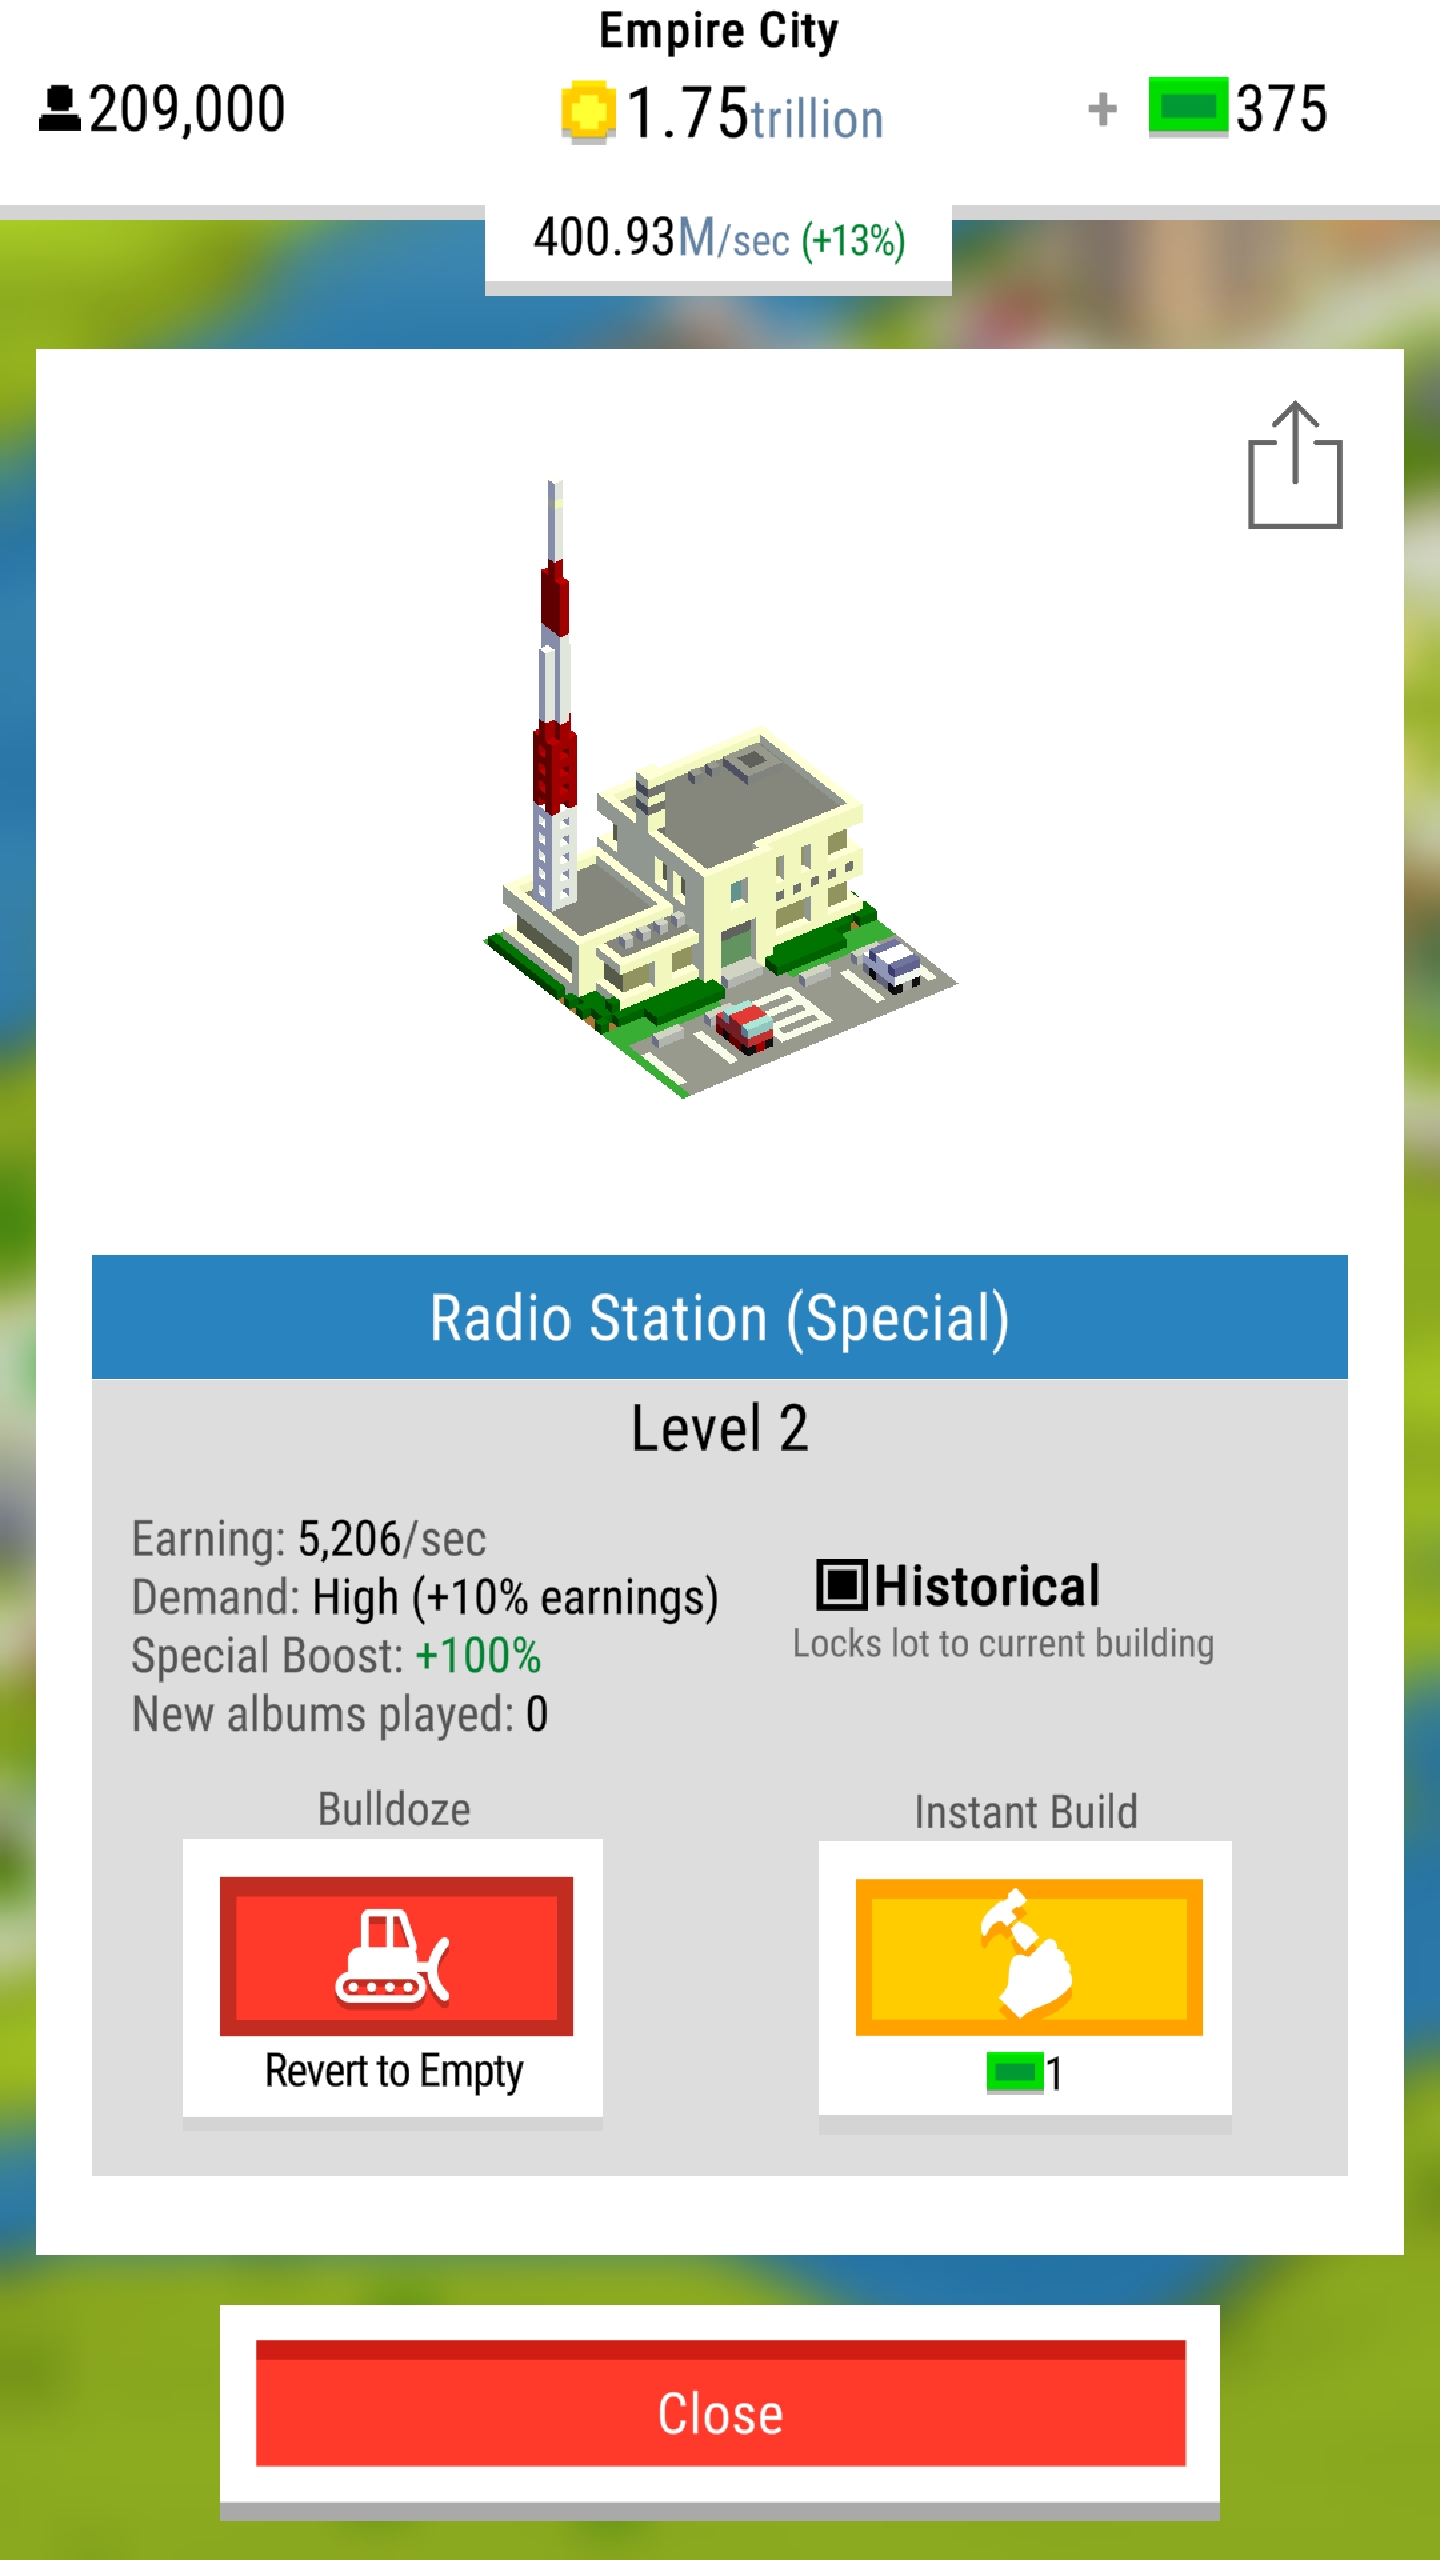 Empire City
209,000
1.75trillion
+ 375
400.93M/sec (+13%)
Radio Station (Special)
Level 2
Earning: 5,206/sec
Demand: High (+10% earnings)
Special Boost: +100%
New albums played: 0
Historical
Locks lot to current building
Bulldoze
Revert to Empty
Instant Build
1
Close